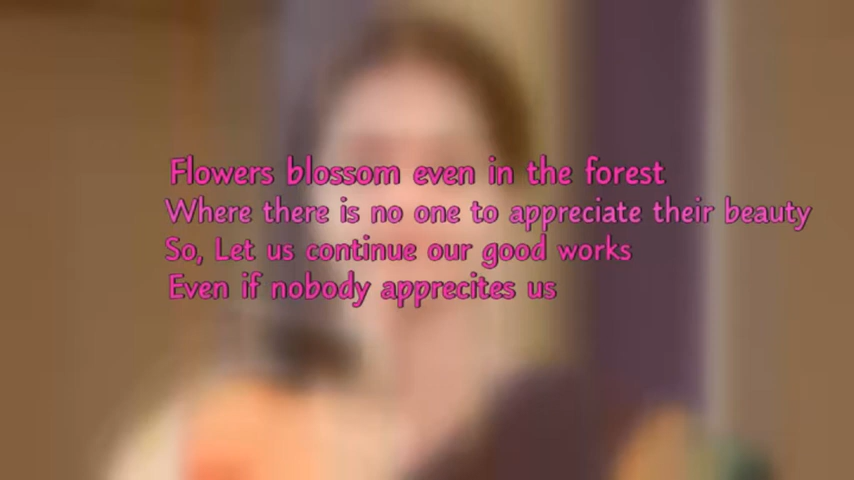 Flowers blossom even in the forest
Where there is no one to appreciate their beauty
So, Let us continue our good works
Even if nobody apprecites us